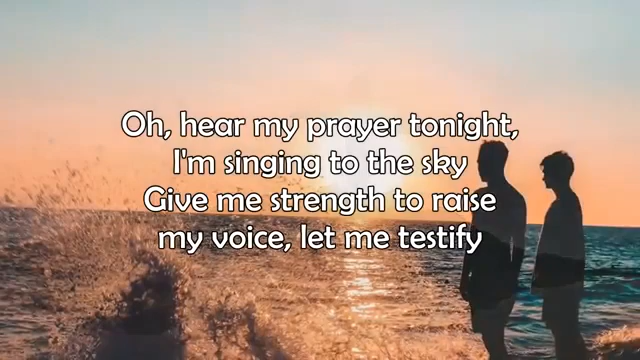 Oh, hear my prayer tonight,
I'm singing to the sky
Give me strength to raise
my voice, let me testify